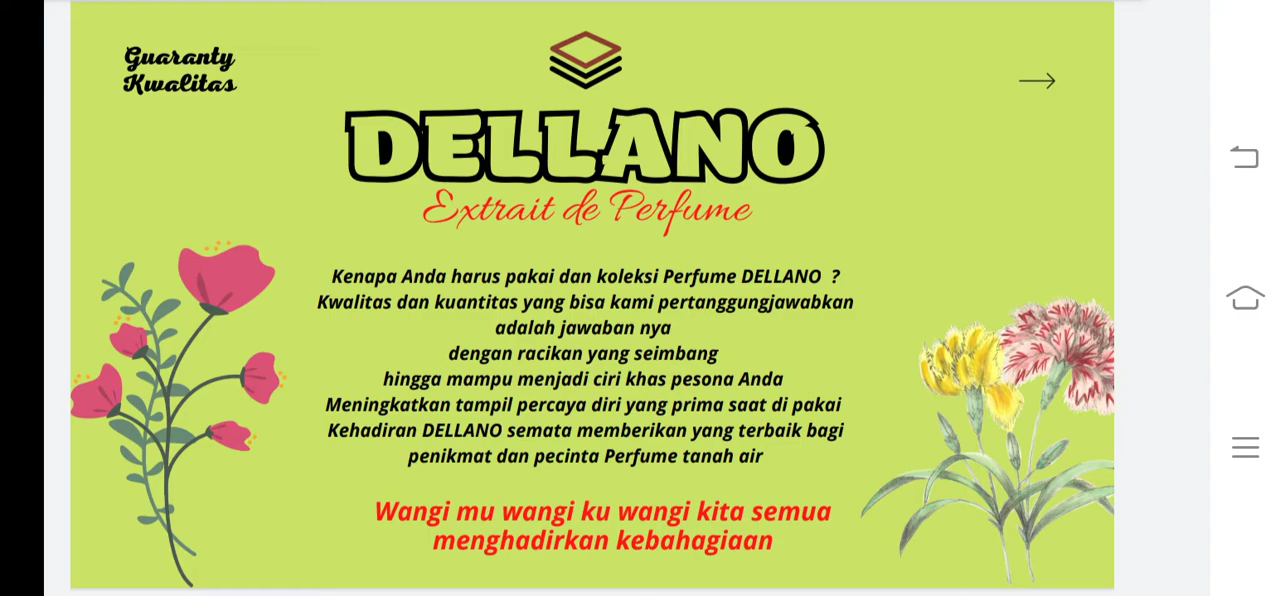 Guaranty
Kwalitas
DELLANO
Extrait de Perfume
Kenapa Anda harus pakai dan koleksi Perfume DELLANO ?
Kwalitas dan kuantitas yang bisa kami pertanggungjawabkan
adalah jawaban nya
dengan racikan yang seimbang
hingga mampu menjadi ciri khas pesona Anda
Meningkatkan tampil percaya diri yang prima saat di pakai
Kehadiran DELLANO semata memberikan yang terbaik bagi
penikmat dan pecinta Perfume tanah air
Wangi mu wangi ku wangi kita semua
menghadirkan kebahagiaan